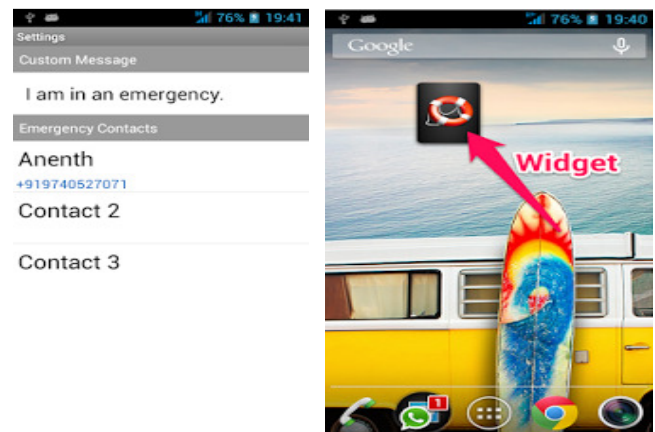 76% 19:41
Settings
Custom Message
I am in an emergency.
Emergency Contacts
Anenth
+919740527071
Contact 2
Contact 3
76% 19:40
Google
Widget
1